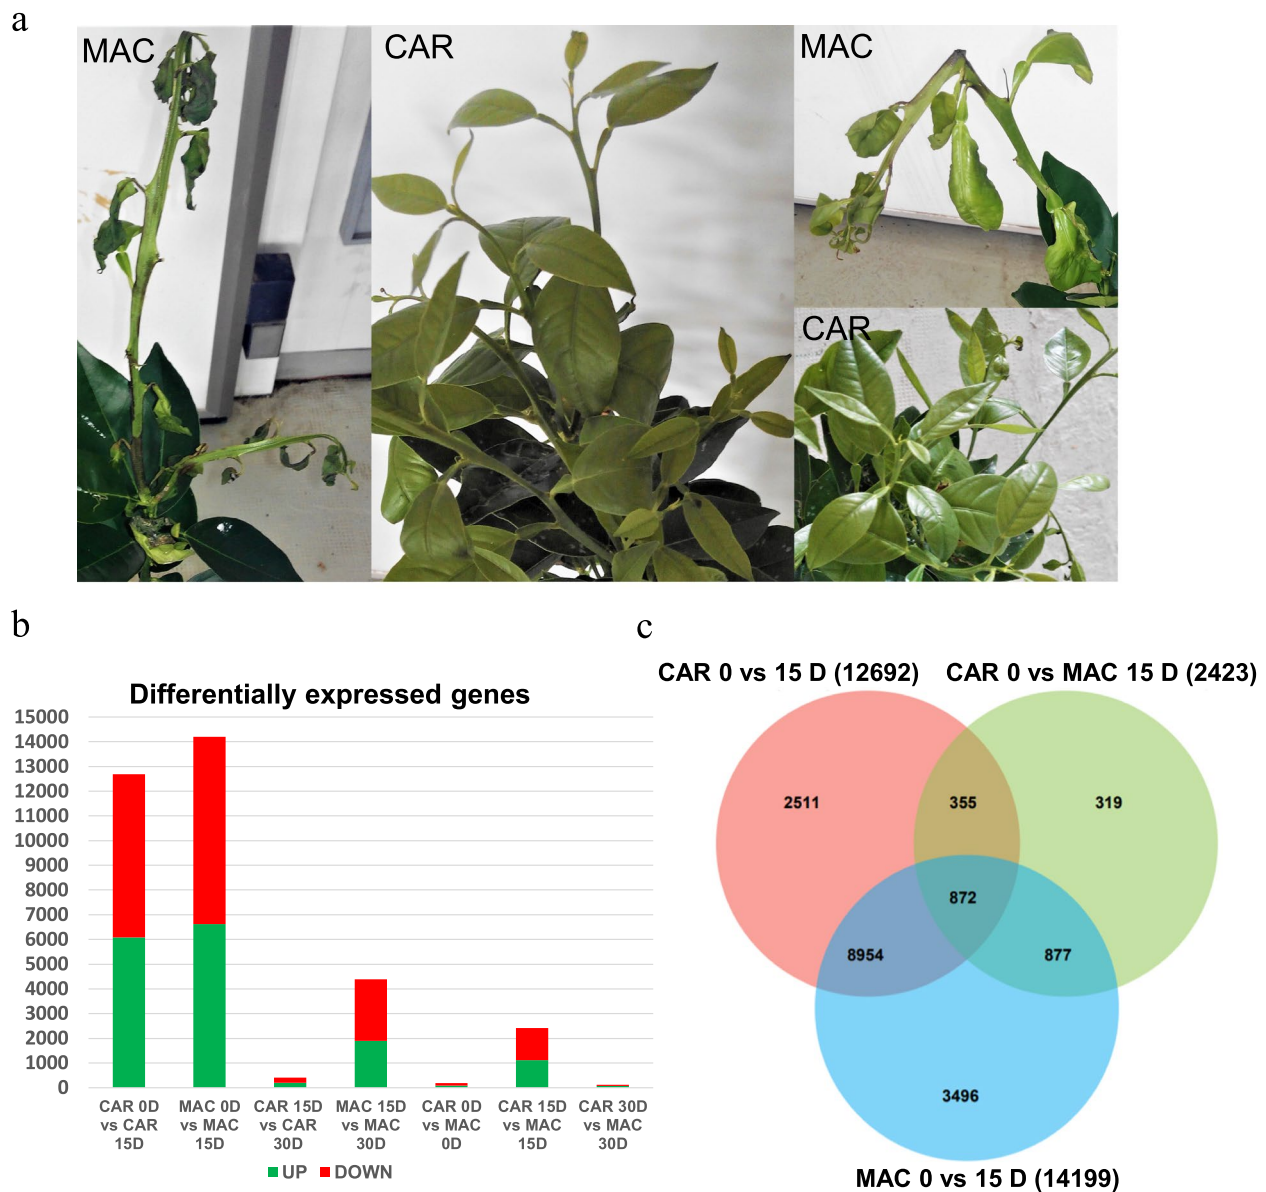 a
MAC
CAR
MAC
CAR
b
Differentially expressed genes
15000
14000
13000
12000
11000
10000
9000
8000
7000
6000
5000
4000
3000
2000
1000
0
CAR 0D
vs CAR
15D
MAC 0D
vs MAC
15D
CAR 15D
vs CAR
30D
MAC 15D
vs MAC
30D
CAR 0D
vs MAC
0D
CAR 15D
vs MAC
15D
CAR 30D
vs MAC
30D
UP DOWN
c
CAR 0 vs 15 D (12692)
CAR 0 vs MAC 15 D (2423)
2511
355
319
872
8954
877
3496
MAC 0 vs 15 D (14199)